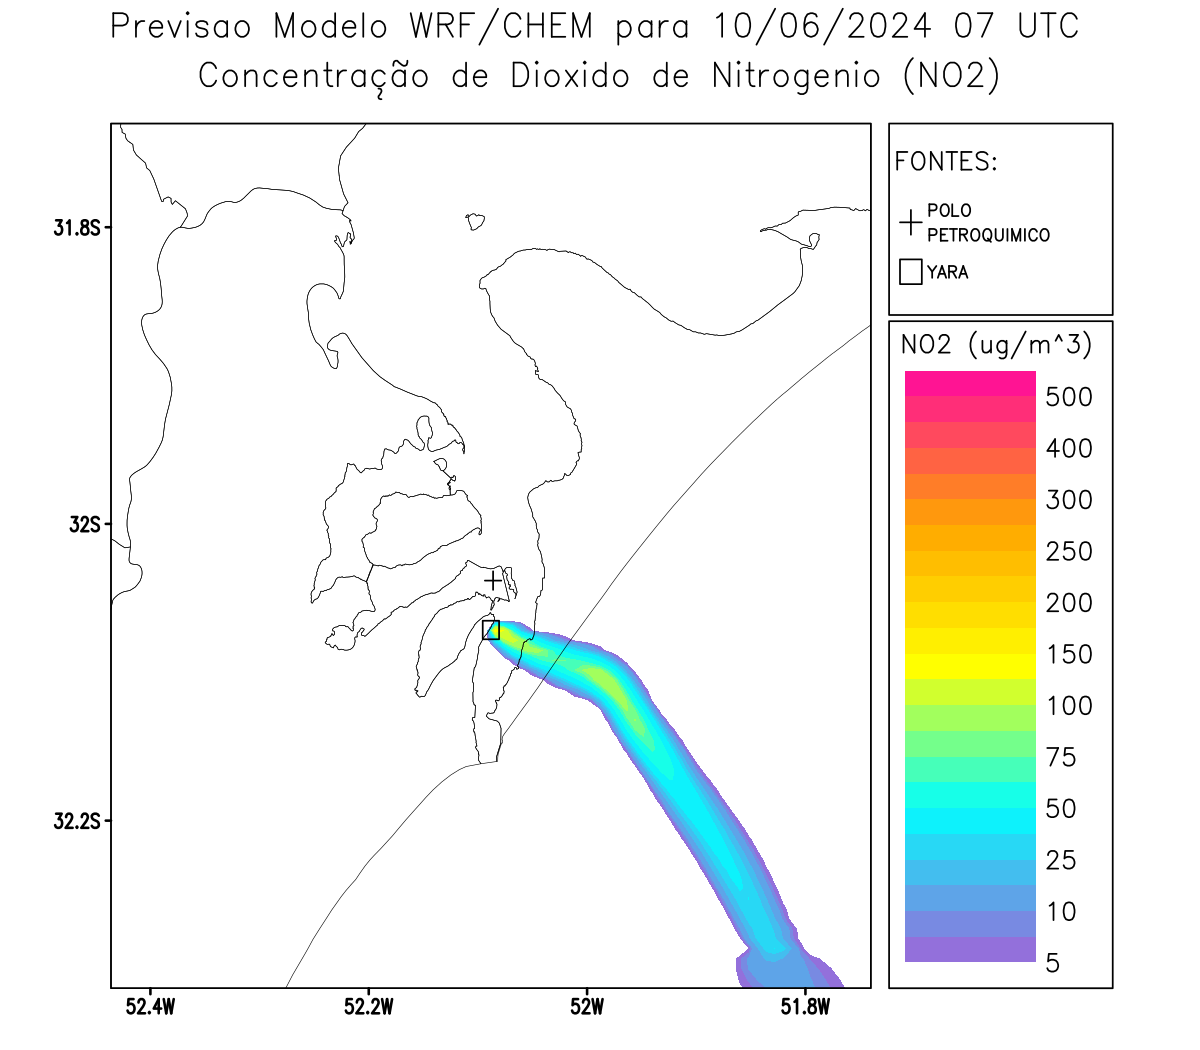 Previsao Modelo WRF/CHEM para 10/06/2024 07 UTC
Concentração de Dioxido de Nitrogenio (NO2)
FONTES:
POLO
PETROQUIMICO
YARA
NO2 (ug/m^3)
500
400
300
250
200
150
100
75
50
25
10
5
31.8S
32S
32.2S
52.4W
52.2W
52W
51.8W